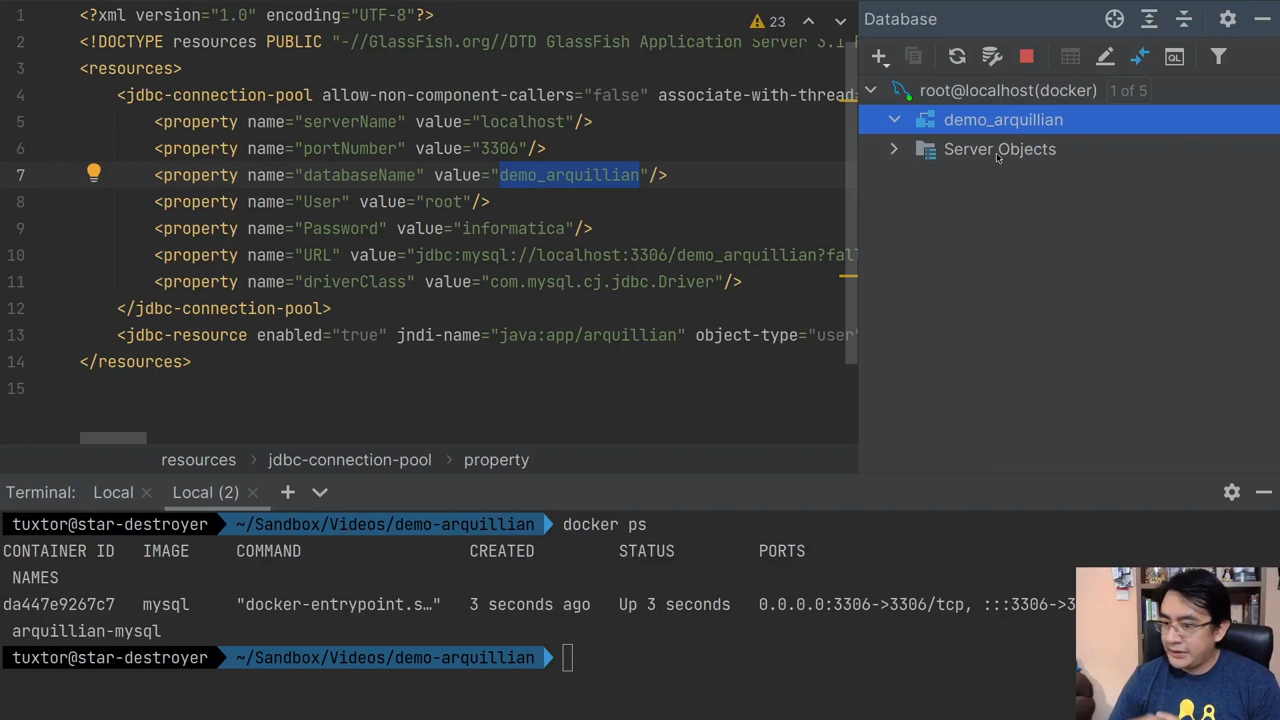 1 <?xml version="1.0" encoding="UTF-8"?>
2 <!DOCTYPE resources PUBLIC "-//GlassFish.org//DTD GlassFish Application Server 3.1
3 <resources>
4 <jdbc-connection-pool allow-non-component-callers="false" associate-with-thread=
5 <property name="serverName" value="localhost"/>
6 <property name="portNumber" value="3306"/>
7 <property name="databaseName" value="demo_arquillian"/>
8 <property name="User" value="root"/>
9 <property name="Password" value="informatica"/>
10 <property name="URL" value="jdbc:mysql://localhost:3306/demo_arquillian?fal
11 <property name="driverClass" value="com.mysql.cj.jdbc.Driver"/>
12 </jdbc-connection-pool>
13 <jdbc-resource enabled="true" jndi-name="java:app/arquillian" object-type="user"
14 </resources>
15
23
resources > jdbc-connection-pool > property
Database
QL
root@localhost(docker) 1 of 5
demo_arquillian
Server Objects
Terminal: Local Local (2)
tuxtor@star-destroyer ~/Sandbox/Videos/demo-arquillian docker ps
CONTAINER ID IMAGE COMMAND CREATED STATUS PORTS
NAMES
da447e9267c7 mysql "docker-entrypoint.s…" 3 seconds ago Up 3 seconds 0.0.0.0:3306->3306/tcp, :::3306->3
arquillian-mysql
tuxtor@star-destroyer ~/Sandbox/Videos/demo-arquillian